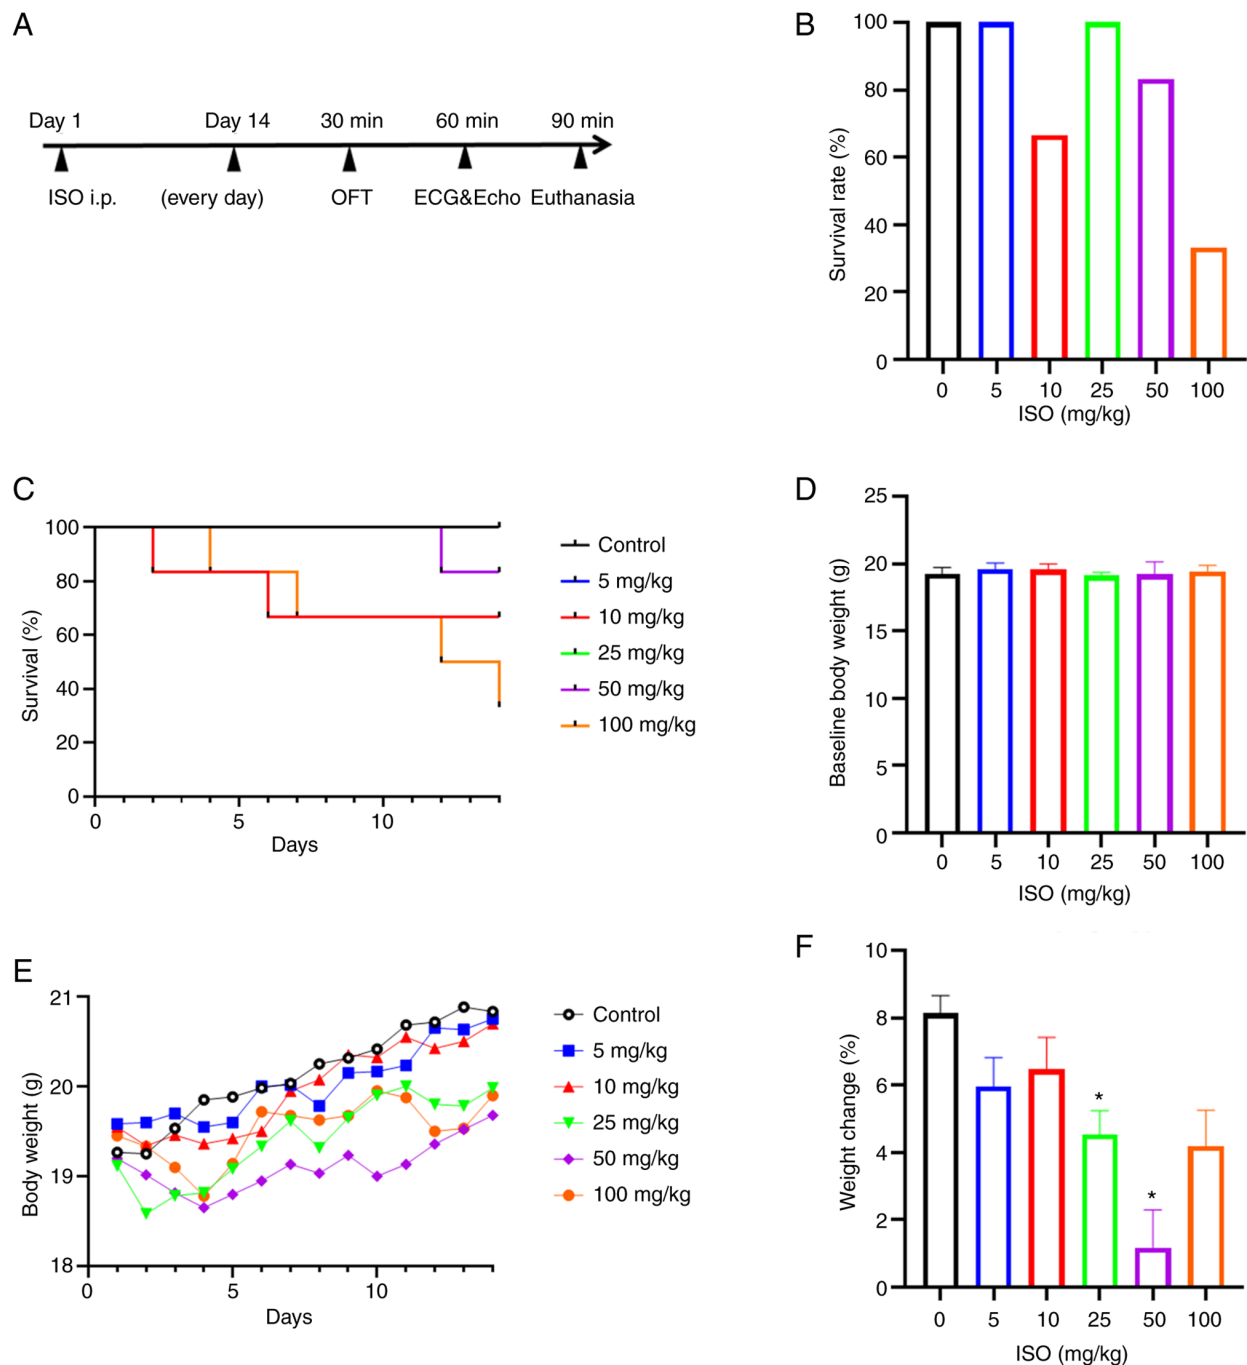 A
Day 1 Day 14 30 min 60 min 90 min
ISO i.p. (every day) OFT ECG&Echo Euthanasia
B
Survival rate (%)
100
80
60
40
20
0
0 5 10 25 50 100
ISO (mg/kg)
C
Survival (%)
100
80
60
40
20
0
0 5 10
Days
Control
5 mg/kg
10 mg/kg
25 mg/kg
50 mg/kg
100 mg/kg
D
Baseline body weight (g)
25
20
15
10
5
0
0 5 10 25 50 100
ISO (mg/kg)
E
Body weight (g)
21
20
19
18
0 5 10
Days
Control
5 mg/kg
10 mg/kg
25 mg/kg
50 mg/kg
100 mg/kg
F
Weight change (%)
10
8
6
4
2
0
* 
*
0 5 10 25 50 100
ISO (mg/kg)